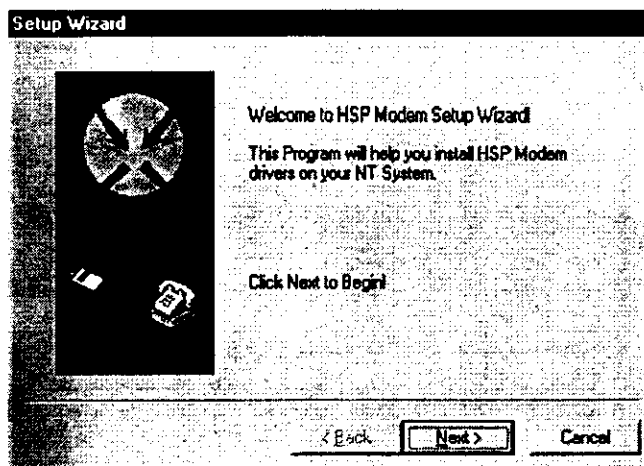 Setup Wizard
Welcome to HSP Modem Setup Wizard!
This Program will help you install HSP Modem
drivers on your NT System.
Click Next to Begin!
< Back
Next >
Cancel